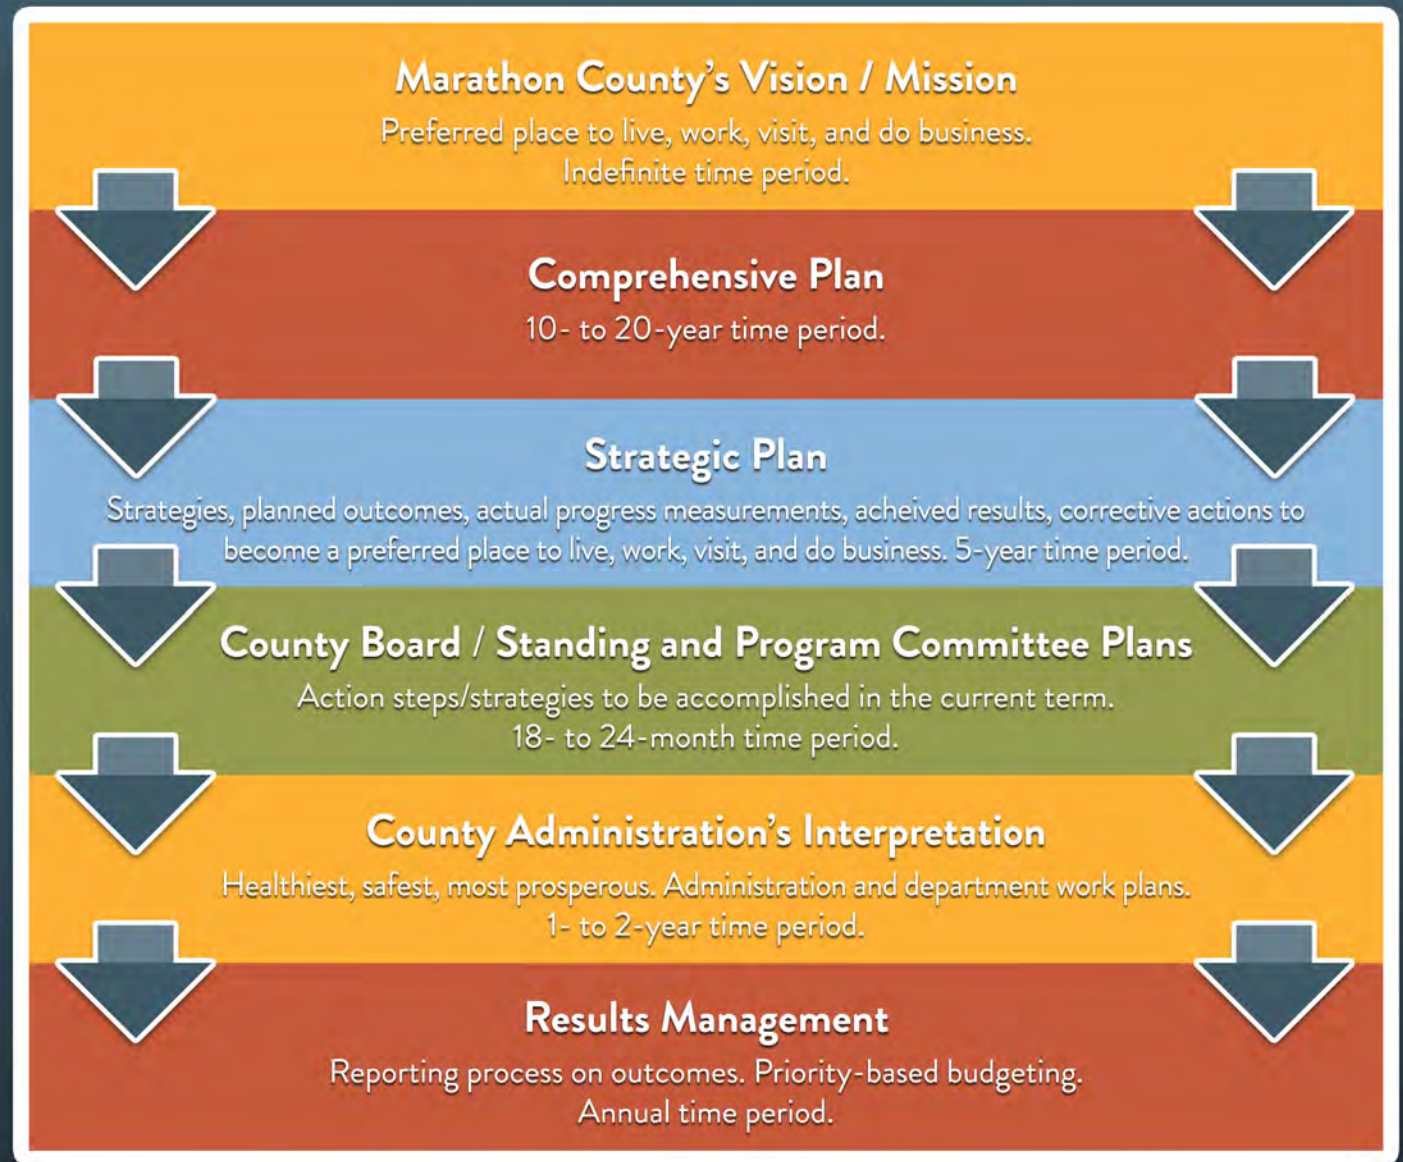 Marathon County’s Vision / Mission
Preferred place to live, work, visit, and do business.
Indefinite time period.
Comprehensive Plan
10- to 20-year time period.
Strategic Plan
Strategies, planned outcomes, actual progress measurements, acheived results, corrective actions to
become a preferred place to live, work, visit, and do business. 5-year time period.
County Board / Standing and Program Committee Plans
Action steps/strategies to be accomplished in the current term.
18- to 24-month time period.
County Administration’s Interpretation
Healthiest, safest, most prosperous. Administration and department work plans.
1- to 2-year time period.
Results Management
Reporting process on outcomes. Priority-based budgeting.
Annual time period.